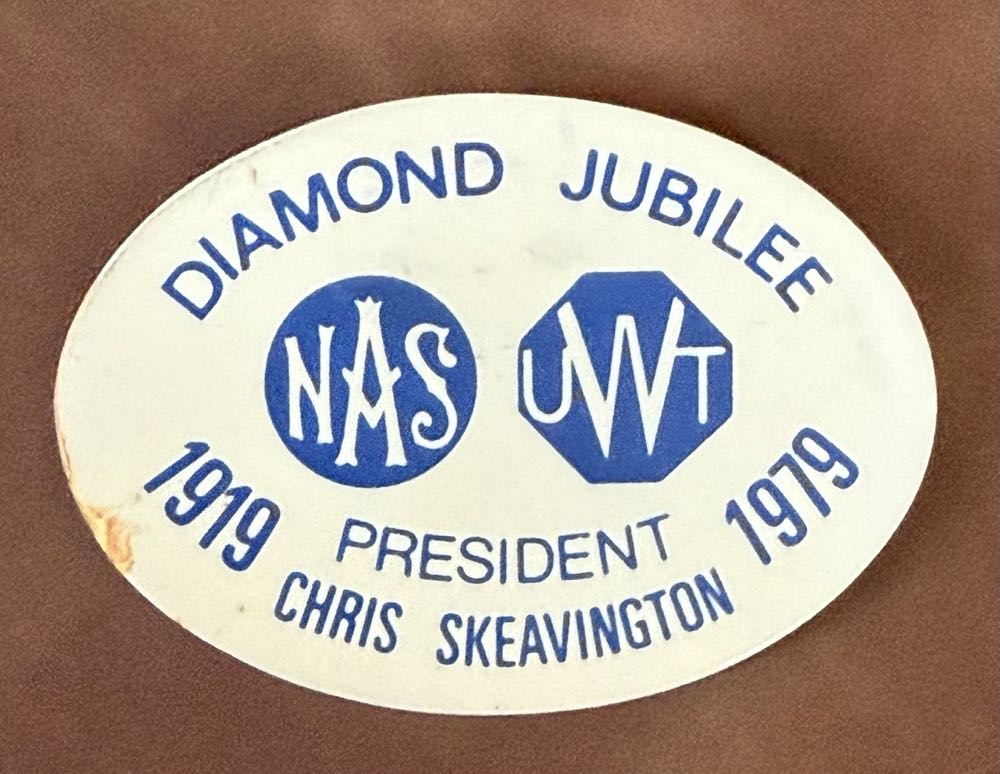 DIAMOND JUBILEE
NAS UWT
1919 1979
PRESIDENT
CHRIS SKEAVINGTON